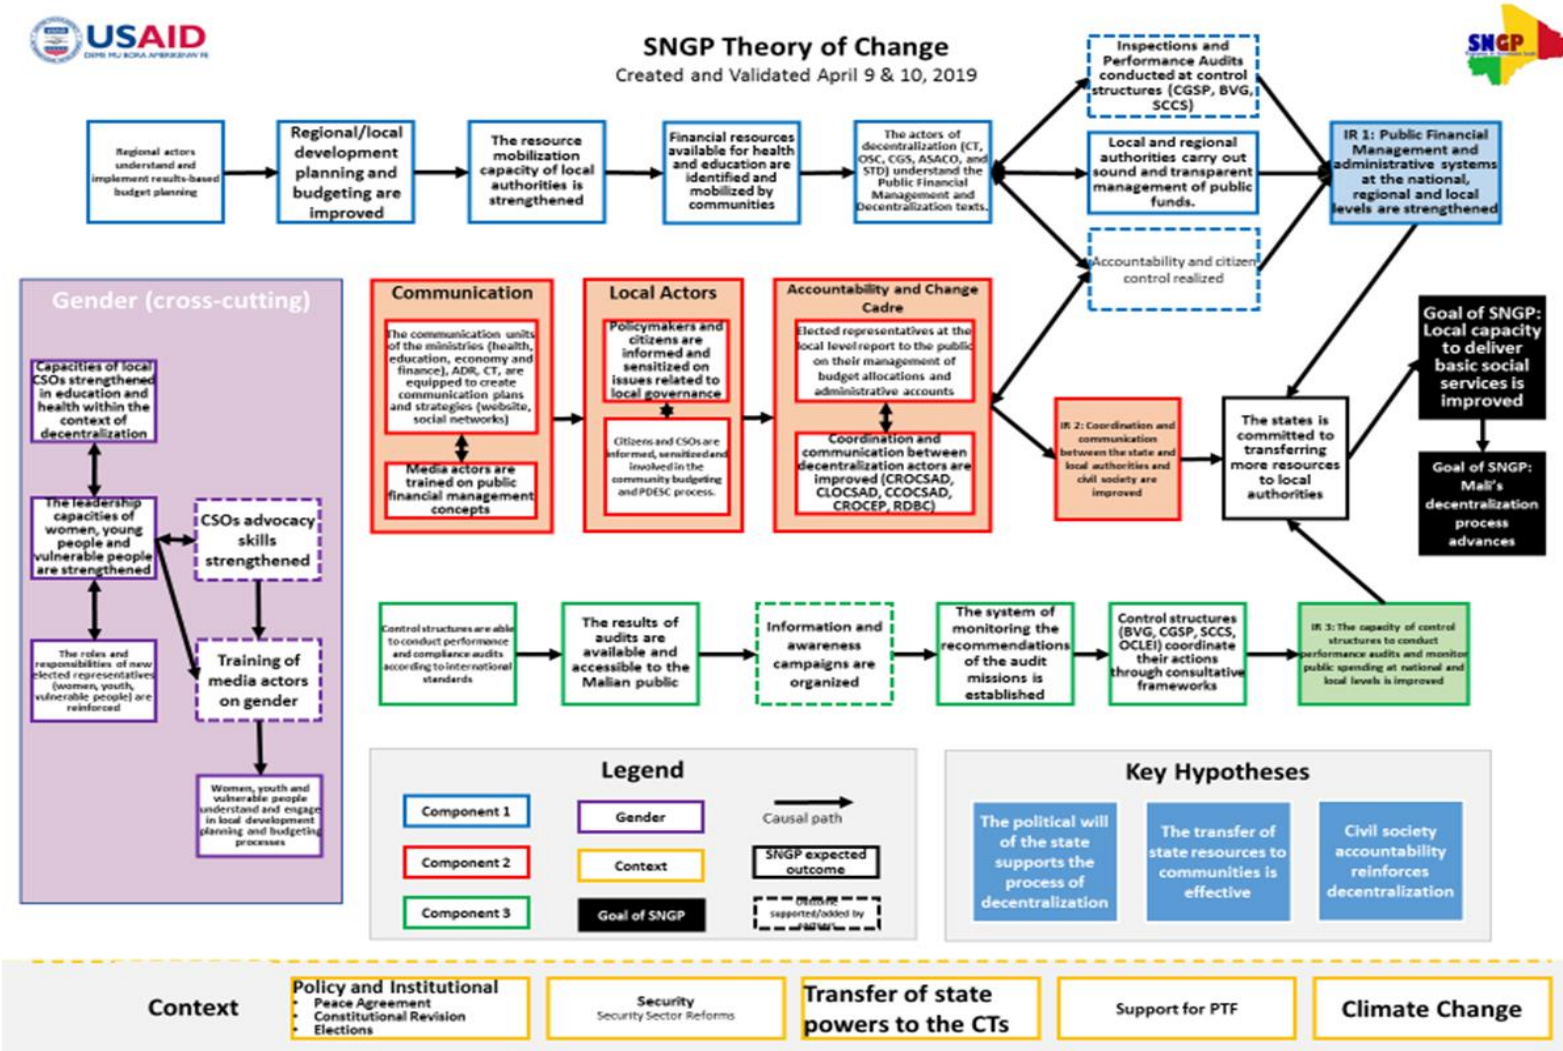 USAID
SNGP Theory of Change
Created and Validated April 9 & 10, 2019
SNGP
Regional actors
understand and
implement results-based
budget planning
Regional/local
development
planning and
budgeting are
improved
The resource
mobilization
capacity of local
authorities is
strengthened
Financial resources
available for health
and education are
identified and
mobilized by
communities
The actors of
decentralization (CT,
OSC, CGS, ASACO, and
STD) understand the
Public Financial
Management and
Decentralization texts.
Inspections and
Performance Audits
conducted at control
structures (CGSP, BVG,
SCCS)
Local and regional
authorities carry out
sound and transparent
management of public
funds.
Accountability and citizen
control realized
IR 1: Public Financial
Management and
administrative systems
at the national,
regional and local
levels are strengthened
Gender (cross-cutting)
Capacities of local
CSOs strengthened
in education and
health within the
context of
decentralization
The leadership
capacities of
women, young
people and
vulnerable people
are strengthened
The roles and
responsibilities of new
elected representatives
(women, youth,
vulnerable people) are
reinforced
CSOs advocacy
skills
strengthened
Training of
media actors
on gender
Women, youth and
vulnerable people
understand and engage
in local development
planning and budgeting
processes
Communication
The communication units
of the ministries (health,
education, economy and
finance), ADR, CT, are
equipped to create
communication plans
and strategies (website,
social networks)
Media actors are
trained on public
financial management
concepts
Local Actors
Policymakers and
citizens are
informed and
sensitized on
issues related to
local governance
Citizens and CSOs are
informed, sensitized and
involved in the
community budgeting
and PDESC process.
Accountability and Change
Cadre
Elected representatives at the
local level report to the public
on their management of
budget allocations and
administrative accounts
Coordination and
communication between
decentralization actors are
improved (CROCSAD,
CLOCSAD, CCOCSAD,
CROCEP, RDBC)
IR 2: Coordination and
communication
between the state and
local authorities and
civil society are
improved
The states is
committed to
transferring
more resources
to local
authorities
Goal of SNGP:
Local capacity
to deliver
basic social
services is
improved
Goal of SNGP:
Mali's
decentralization
process
advances
Control structures are able
to conduct performance
and compliance audits
according to international
standards
The results of
audits are
available and
accessible to the
Malian public
Information and
awareness
campaigns are
organized
The system of
monitoring the
recommendations
of the audit
missions is
established
Control structures
(BVG, CGSP, SCCS,
OCLEI) coordinate
their actions
through consultative
frameworks
IR 3: The capacity of control
structures to conduct
performance audits and monitor
public spending at national and
local levels is improved
Legend
Component 1
Component 2
Component 3
Gender
Context
Goal of SNGP
Causal path
SNGP expected
outcome
Outcome
supported/added by
partners
Key Hypotheses
The political will
of the state
supports the
process of
decentralization
The transfer of
state resources to
communities is
effective
Civil society
accountability
reinforces
decentralization
Context
Policy and Institutional
• Peace Agreement
• Constitutional Revision
• Elections
Security
Security Sector Reforms
Transfer of state
powers to the CTs
Support for PTF
Climate Change